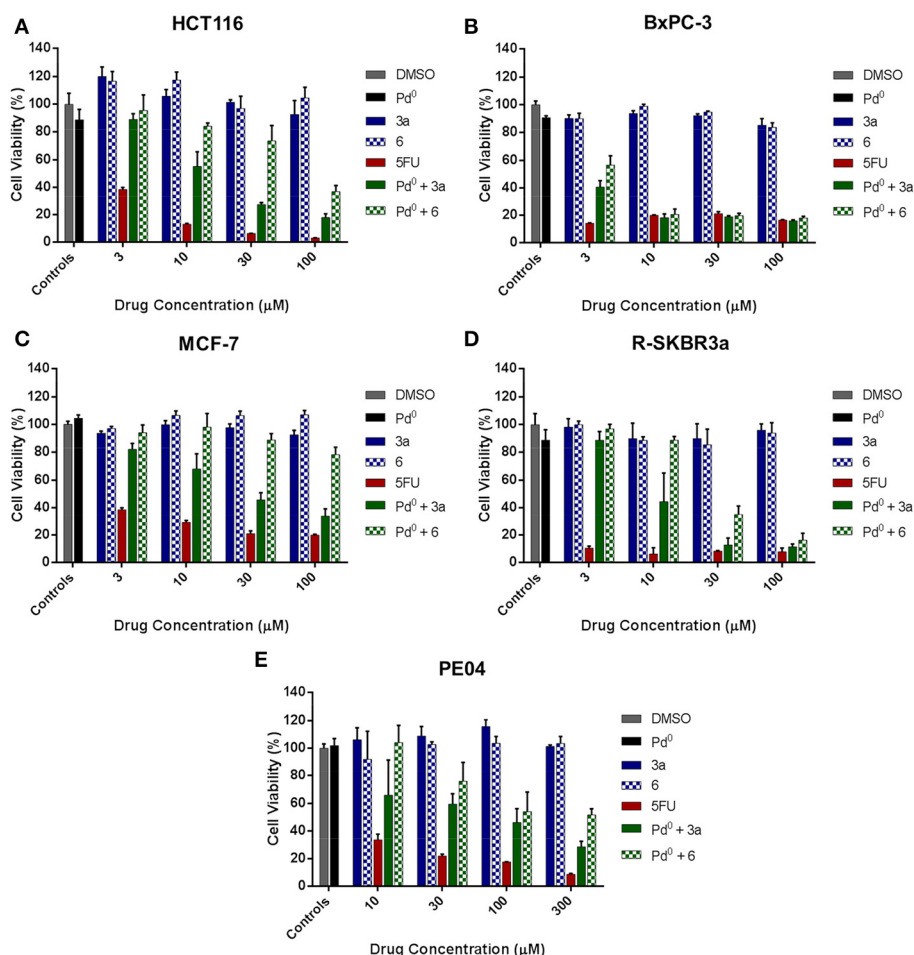 A
HCT116
Cell Viability (%)
140
120
100
80
60
40
20
0
Controls
3
10
30
100
Drug Concentration (μM)
DMSO
Pd⁰
3a
6
5FU
Pd⁰ + 3a
Pd⁰ + 6
B
BxPC-3
Cell Viability (%)
140
120
100
80
60
40
20
0
Controls
3
10
30
100
Drug Concentration (μM)
DMSO
Pd⁰
3a
6
5FU
Pd⁰ + 3a
Pd⁰ + 6
C
MCF-7
Cell Viability (%)
140
120
100
80
60
40
20
0
Controls
3
10
30
100
Drug Concentration (μM)
DMSO
Pd⁰
3a
6
5FU
Pd⁰ + 3a
Pd⁰ + 6
D
R-SKBR3a
Cell Viability (%)
140
120
100
80
60
40
20
0
Controls
3
10
30
100
Drug Concentration (μM)
DMSO
Pd⁰
3a
6
5FU
Pd⁰ + 3a
Pd⁰ + 6
E
PE04
Cell Viability (%)
140
120
100
80
60
40
20
0
Controls
10
30
100
300
Drug Concentration (μM)
DMSO
Pd⁰
3a
6
5FU
Pd⁰ + 3a
Pd⁰ + 6